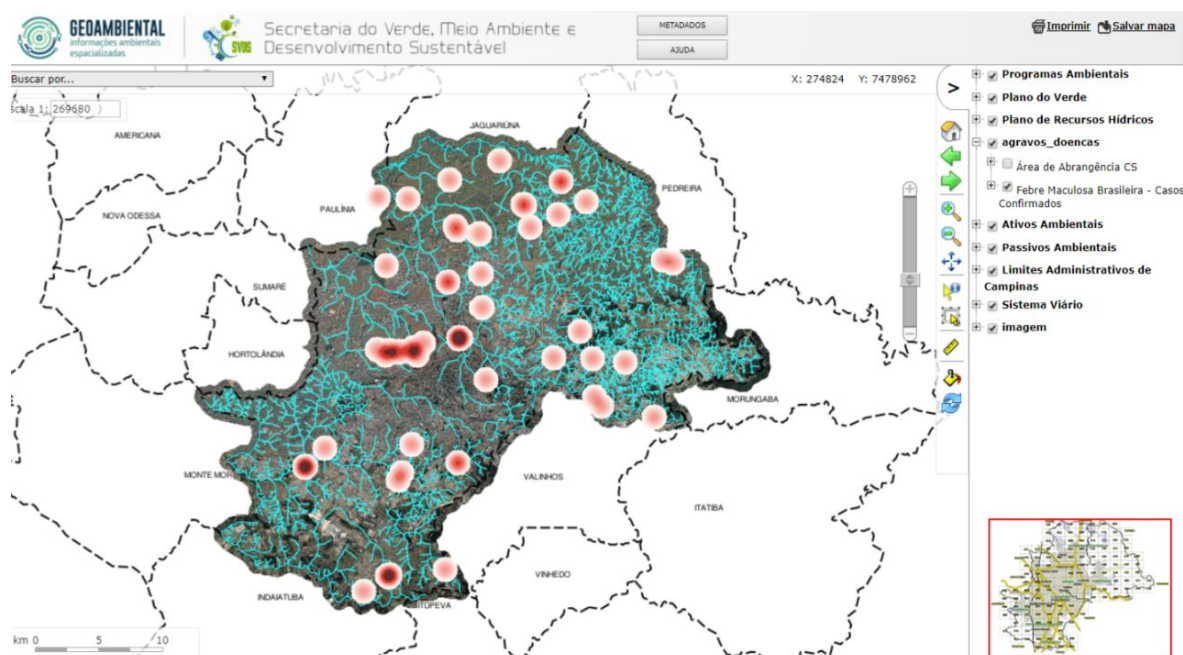 GEOAMBIENTAL
informações ambientais
espacializadas
SVDS
Secretaria do Verde, Meio Ambiente e
Desenvolvimento Sustentável
METADADOS
AJUDA
Imprimir Salvar mapa
Buscar por...
X: 274824 Y: 7478962
Scala 1: 269680
AMERICANA
JAGUARIÚNA
PEDREIRA
PAULÍNIA
NOVA ODESSA
SUMARÉ
HORTOLÂNDIA
MORUNGABA
MONTE MOR
VALINHOS
ITATIBA
VINHEDO
INDAIATUBA
ITUPEVA
km 0 5 10
>
Programas Ambientais
Plano do Verde
Plano de Recursos Hídricos
agravos_doencas
Área de Abrangência CS
Febre Maculosa Brasileira - Casos
Confirmados
Ativos Ambientais
Passivos Ambientais
Limites Administrativos de
Campinas
Sistema Viário
imagem